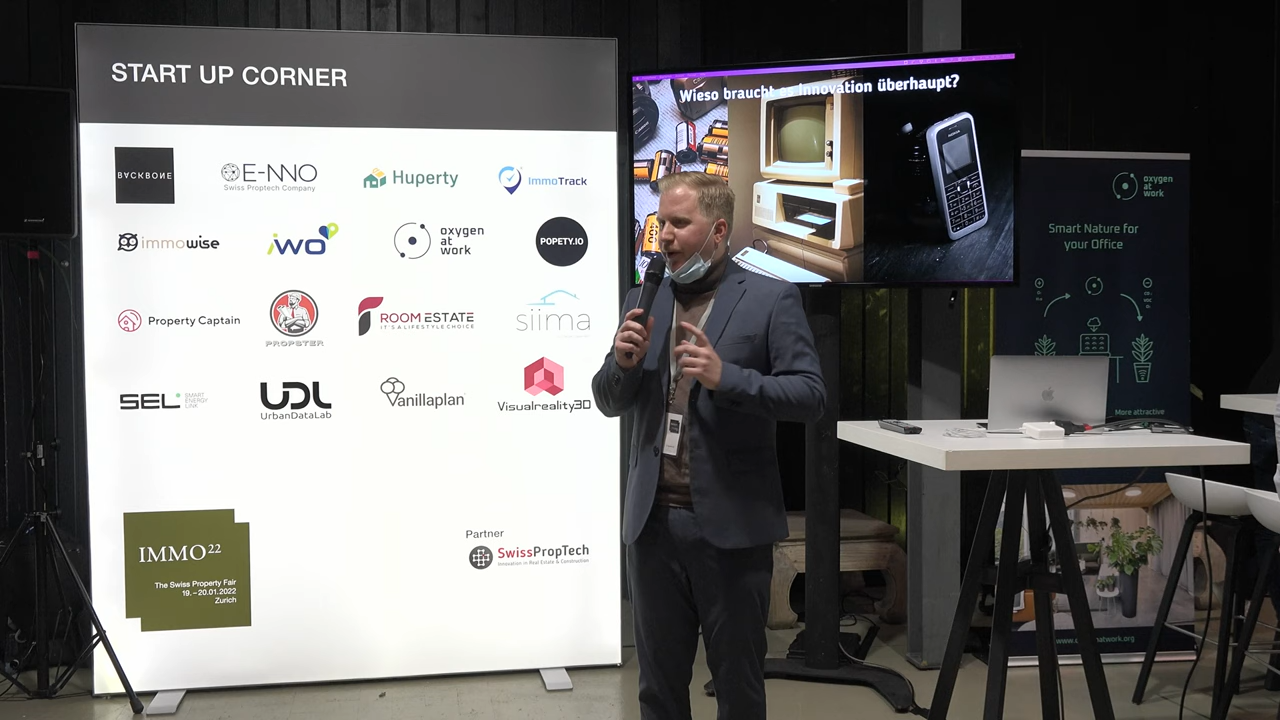 START UP CORNER
BACKBONE
E-NNO
Swiss Proptech Company
Huperty
ImmoTrack
immowise
iWO
oxygen
at
work
POPETY.IO
Property Captain
PROPSTER
ROOMESTATE
IT'S A LIFESTYLE CHOICE
siima
SEL
SMART
ENERGY
LINK
UDL
UrbanDataLab
Vanillaplan
Visualreality3D
IMMO22
The Swiss Property Fair
19. – 20.01.2022
Zurich
Partner
SwissPropTech
Innovation in Real Estate & Construction
Wieso braucht es Innovation überhaupt?
NOKIA
oxygen
at
work
Smart Nature for
your Office
More attractive